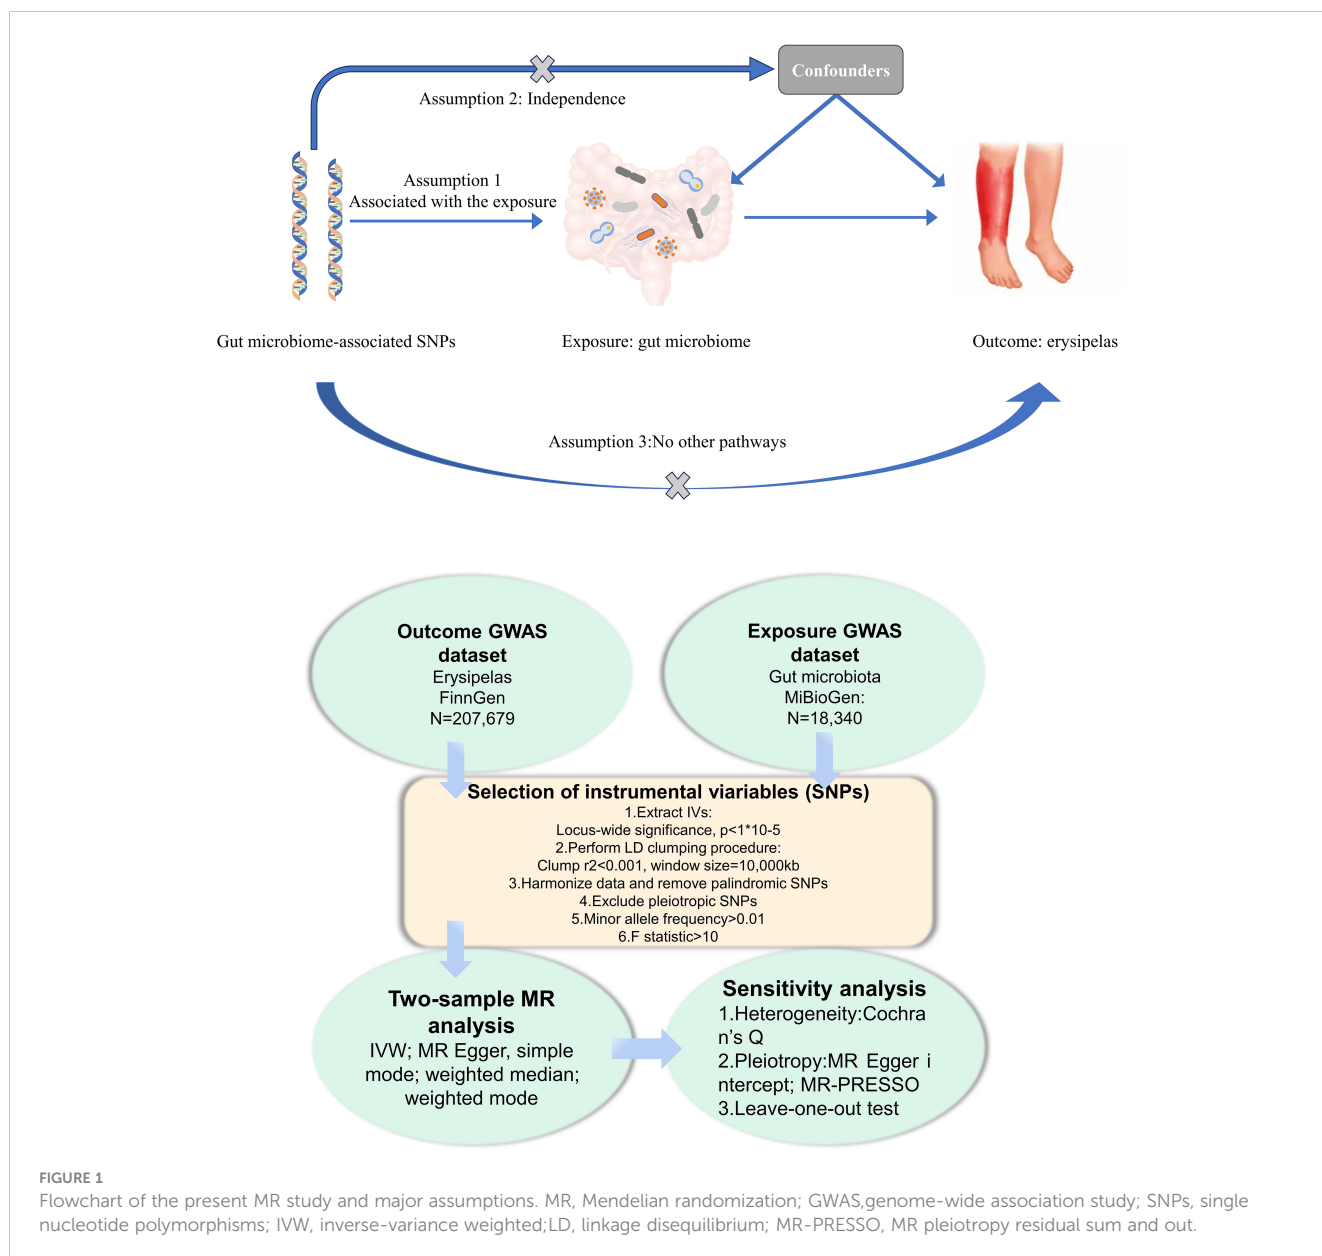 Confounders
Assumption 2: Independence
Assumption 1
Associated with the exposure
Gut microbiome-associated SNPs
Exposure: gut microbiome
Outcome: erysipelas
Assumption 3:No other pathways
Outcome GWAS
dataset
Erysipelas
FinnGen
N=207,679
Exposure GWAS
dataset
Gut microbiota
MiBioGen:
N=18,340
Selection of instrumental viariables (SNPs)
1.Extract IVs:
Locus-wide significance, p<1*10-5
2.Perform LD clumping procedure:
Clump r2<0.001, window size=10,000kb
3.Harmonize data and remove palindromic SNPs
4.Exclude pleiotropic SNPs
5.Minor allele frequency>0.01
6.F statistic>10
Two-sample MR
analysis
IVW; MR Egger, simple
mode; weighted median;
weighted mode
Sensitivity analysis
1.Heterogeneity:Cochra
n’s Q
2.Pleiotropy:MR Egger i
ntercept; MR-PRESSO
3.Leave-one-out test
FIGURE 1
Flowchart of the present MR study and major assumptions. MR, Mendelian randomization; GWAS,genome-wide association study; SNPs, single
nucleotide polymorphisms; IVW, inverse-variance weighted;LD, linkage disequilibrium; MR-PRESSO, MR pleiotropy residual sum and out.